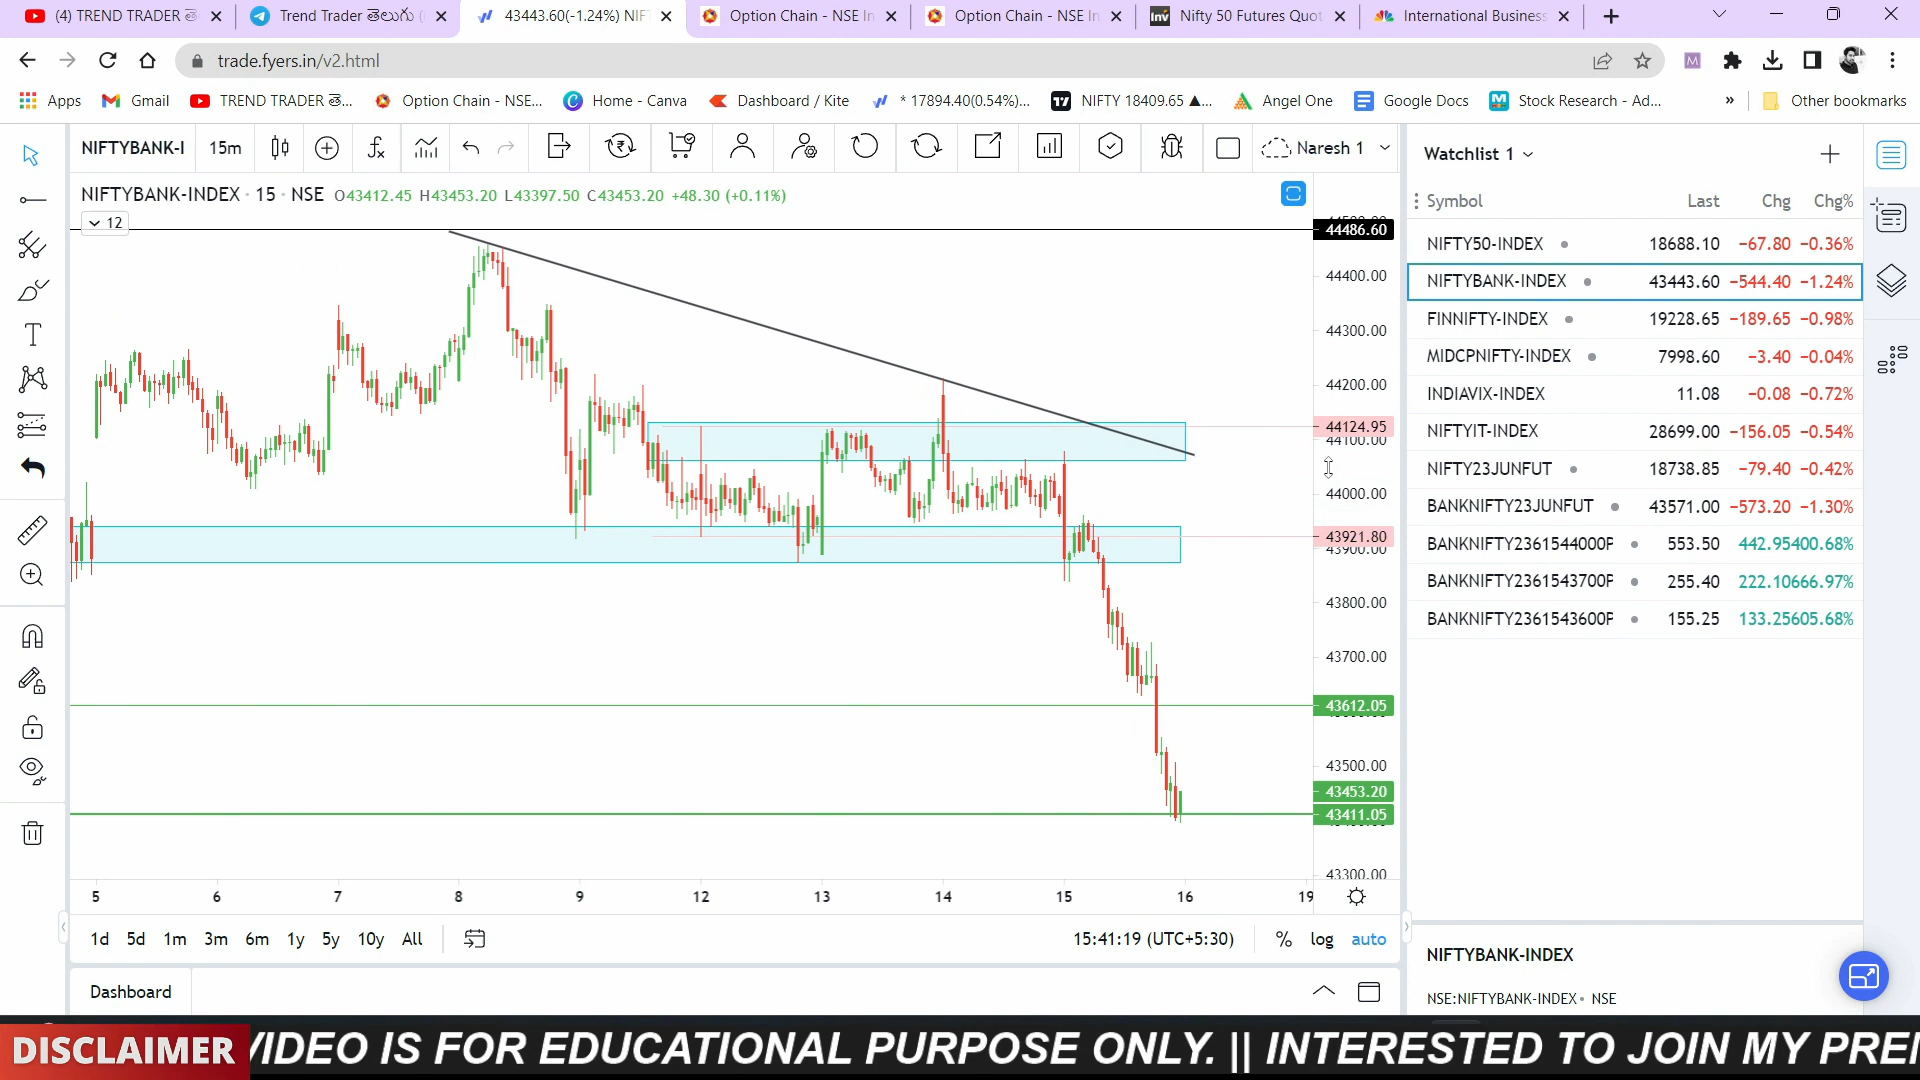 (4) TREND TRADER తె
Trend Trader తెలుగు (
43443.60(-1.24%) NIF
Option Chain - NSE In
Option Chain - NSE In
Nifty 50 Futures Quot
International Business
trade.fyers.in/v2.html
Apps
Gmail
TREND TRADER తె...
Option Chain - NSE...
Home - Canva
Dashboard / Kite
* 17894.40(0.54%)...
NIFTY 18409.65 ▲...
Angel One
Google Docs
Stock Research - Ad...
»
Other bookmarks
NIFTYBANK-I
15m
Naresh 1
Watchlist 1
NIFTYBANK-INDEX · 15 · NSE O43412.45 H43453.20 L43397.50 C43453.20 +48.30 (+0.11%)
12
Symbol Last Chg Chg%
NIFTY50-INDEX 18688.10 −67.80 −0.36%
NIFTYBANK-INDEX 43443.60 −544.40 −1.24%
FINNIFTY-INDEX 19228.65 −189.65 −0.98%
MIDCPNIFTY-INDEX 7998.60 −3.40 −0.04%
INDIAVIX-INDEX 11.08 −0.08 −0.72%
NIFTYIT-INDEX 28699.00 −156.05 −0.54%
NIFTY23JUNFUT 18738.85 −79.40 −0.42%
BANKNIFTY23JUNFUT 43571.00 −573.20 −1.30%
BANKNIFTY2361544000P 553.50 442.95400.68%
BANKNIFTY2361543700P 255.40 222.10666.97%
BANKNIFTY2361543600P 155.25 133.25605.68%
44486.60
44400.00
44300.00
44200.00
44124.95
44100.00
44000.00
43921.80
43900.00
43800.00
43700.00
43612.05
43500.00
43453.20
43411.05
43300.00
5 6 7 8 9 12 13 14 15 16 19
1d 5d 1m 3m 6m 1y 5y 10y All
15:41:19 (UTC+5:30)
% log auto
Dashboard
NIFTYBANK-INDEX
NSE:NIFTYBANK-INDEX • NSE
DISCLAIMER
VIDEO IS FOR EDUCATIONAL PURPOSE ONLY. || INTERESTED TO JOIN MY PREI